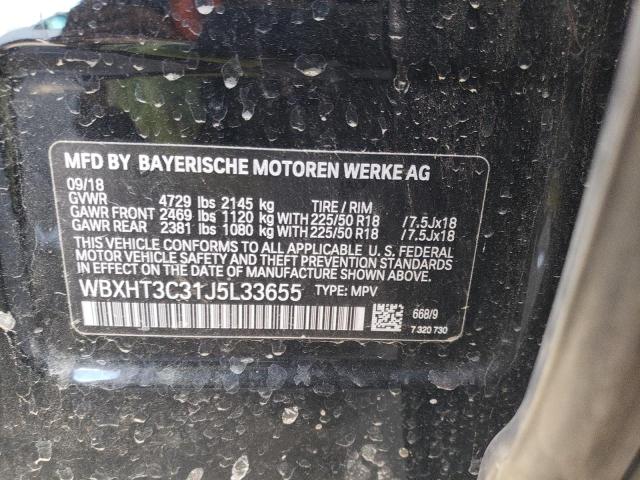 MFD BY BAYERISCHE MOTOREN WERKE AG
09/18
GVWR 4729 lbs 2145 kg TIRE / RIM
GAWR FRONT 2469 lbs 1120 kg WITH 225/50 R18 /7.5Jx18
GAWR REAR 2381 lbs 1080 kg WITH 225/50 R18 /7.5Jx18
THIS VEHICLE CONFORMS TO ALL APPLICABLE U. S. FEDERAL
MOTOR VEHICLE SAFETY AND THEFT PREVENTION STANDARDS
IN EFFECT ON THE DATE OF MANUFACTURE SHOWN ABOVE.
WBXHT3C31J5L33655 TYPE: MPV
668/9
7 320 730